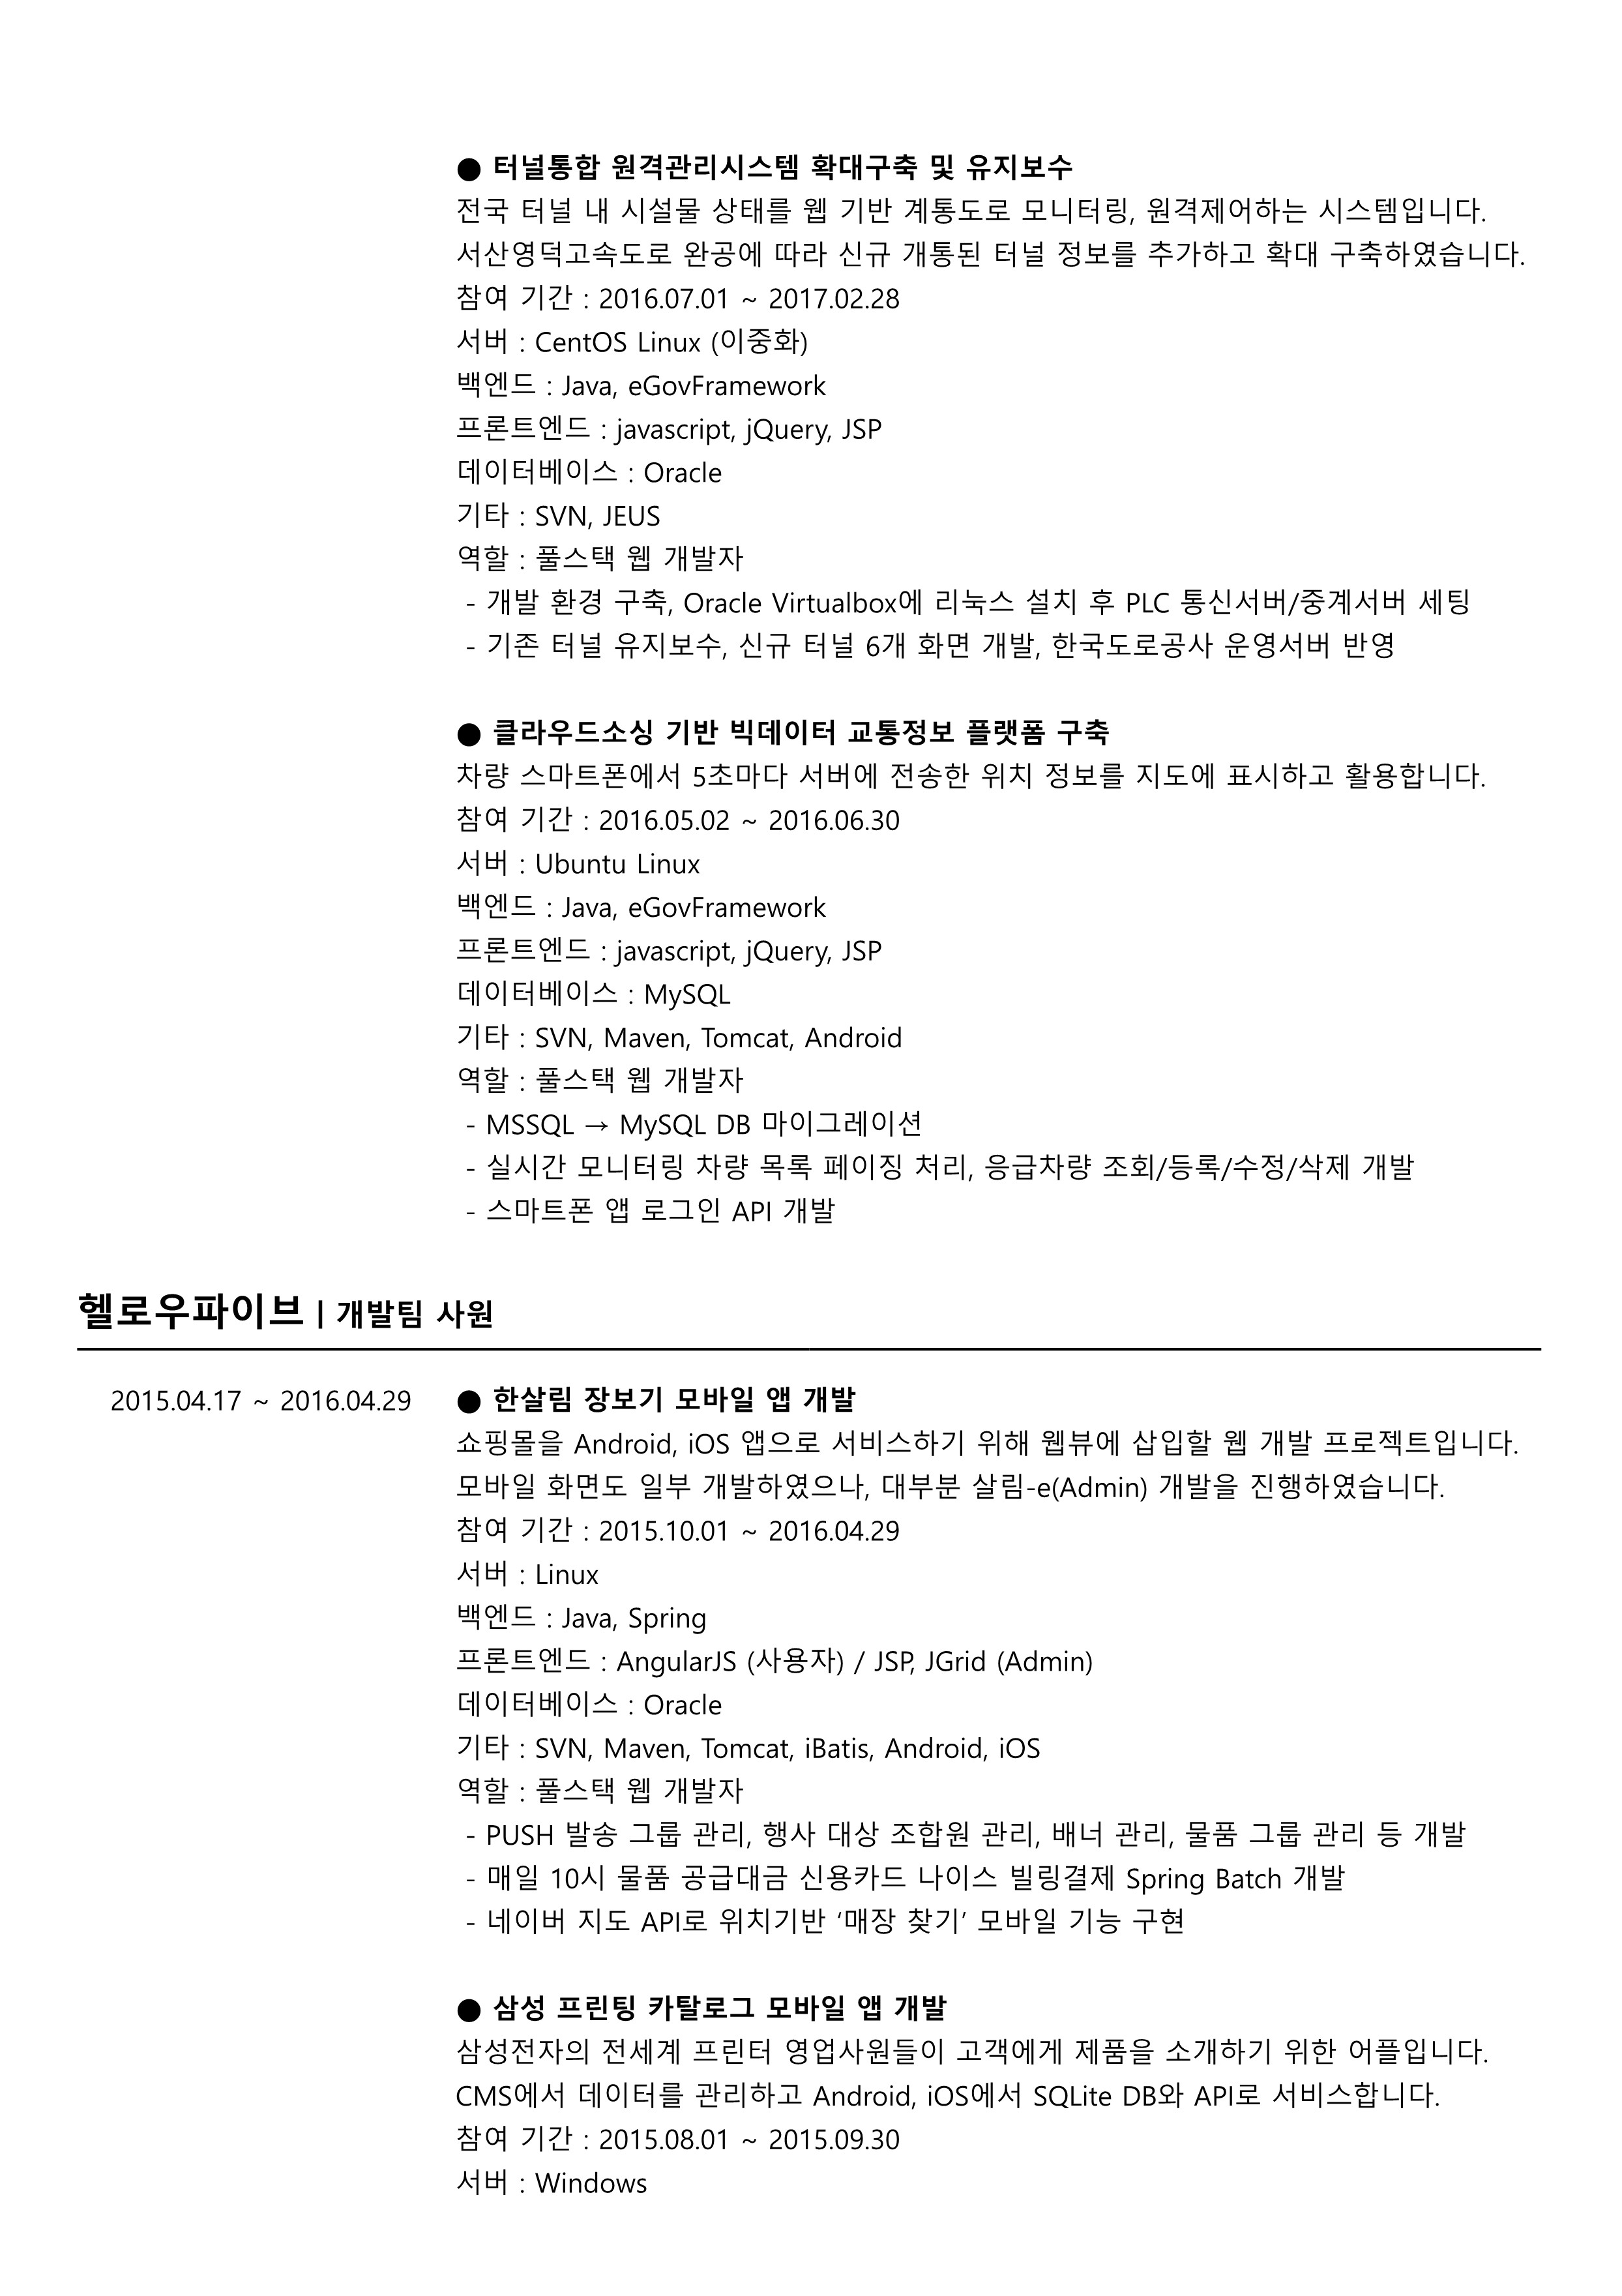 ● 터널통합 원격관리시스템 확대구축 및 유지보수
전국 터널 내 시설물 상태를 웹 기반 계통도로 모니터링, 원격제어하는 시스템입니다.
서산영덕고속도로 완공에 따라 신규 개통된 터널 정보를 추가하고 확대 구축하였습니다.
참여 기간 : 2016.07.01 ~ 2017.02.28
서버 : CentOS Linux (이중화)
백엔드 : Java, eGovFramework
프론트엔드 : javascript, jQuery, JSP
데이터베이스 : Oracle
기타 : SVN, JEUS
역할 : 풀스택 웹 개발자
- 개발 환경 구축, Oracle Virtualbox에 리눅스 설치 후 PLC 통신서버/중계서버 세팅
- 기존 터널 유지보수, 신규 터널 6개 화면 개발, 한국도로공사 운영서버 반영
● 클라우드소싱 기반 빅데이터 교통정보 플랫폼 구축
차량 스마트폰에서 5초마다 서버에 전송한 위치 정보를 지도에 표시하고 활용합니다.
참여 기간 : 2016.05.02 ~ 2016.06.30
서버 : Ubuntu Linux
백엔드 : Java, eGovFramework
프론트엔드 : javascript, jQuery, JSP
데이터베이스 : MySQL
기타 : SVN, Maven, Tomcat, Android
역할 : 풀스택 웹 개발자
- MSSQL → MySQL DB 마이그레이션
- 실시간 모니터링 차량 목록 페이징 처리, 응급차량 조회/등록/수정/삭제 개발
- 스마트폰 앱 로그인 API 개발
헬로우파이브 | 개발팀 사원
2015.04.17 ~ 2016.04.29
● 한살림 장보기 모바일 앱 개발
쇼핑몰을 Android, iOS 앱으로 서비스하기 위해 웹뷰에 삽입할 웹 개발 프로젝트입니다.
모바일 화면도 일부 개발하였으나, 대부분 살림-e(Admin) 개발을 진행하였습니다.
참여 기간 : 2015.10.01 ~ 2016.04.29
서버 : Linux
백엔드 : Java, Spring
프론트엔드 : AngularJS (사용자) / JSP, JGrid (Admin)
데이터베이스 : Oracle
기타 : SVN, Maven, Tomcat, iBatis, Android, iOS
역할 : 풀스택 웹 개발자
- PUSH 발송 그룹 관리, 행사 대상 조합원 관리, 배너 관리, 물품 그룹 관리 등 개발
- 매일 10시 물품 공급대금 신용카드 나이스 빌링결제 Spring Batch 개발
- 네이버 지도 API로 위치기반 ‘매장 찾기’ 모바일 기능 구현
● 삼성 프린팅 카탈로그 모바일 앱 개발
삼성전자의 전세계 프린터 영업사원들이 고객에게 제품을 소개하기 위한 어플입니다.
CMS에서 데이터를 관리하고 Android, iOS에서 SQLite DB와 API로 서비스합니다.
참여 기간 : 2015.08.01 ~ 2015.09.30
서버 : Windows